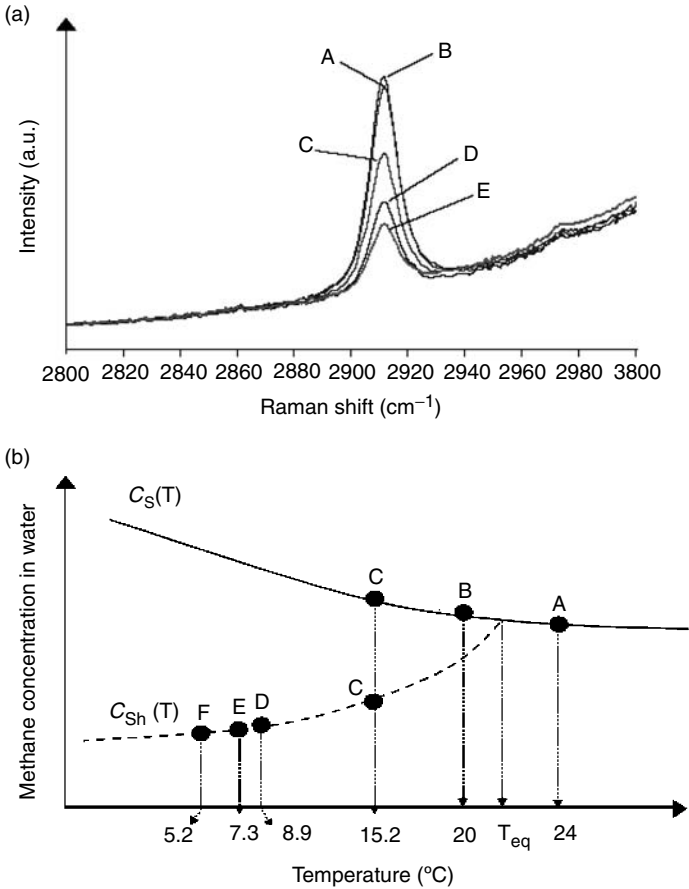 (a)
A
B
C
D
E
Intensity (a.u.)
2800 2820 2840 2860 2880 2900 2920 2940 2960 2980 3800
Raman shift (cm⁻¹)
(b)
C_S(T)
C
B
A
C_Sh (T)
F
E
D
C
Methane concentration in water
5.2 7.3 8.9 15.2 20 T_eq 24
Temperature (ºC)